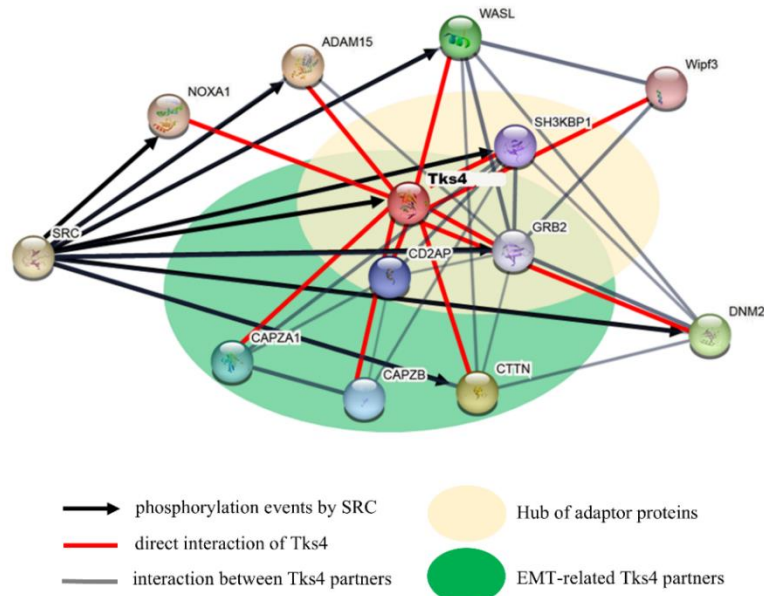 WASL
ADAM15
Wipf3
NOXA1
SH3KBP1
Tks4
SRC
GRB2
CD2AP
DNM2
CAPZA1
CAPZB
CTTN
phosphorylation events by SRC
Hub of adaptor proteins
direct interaction of Tks4
interaction between Tks4 partners
EMT-related Tks4 partners